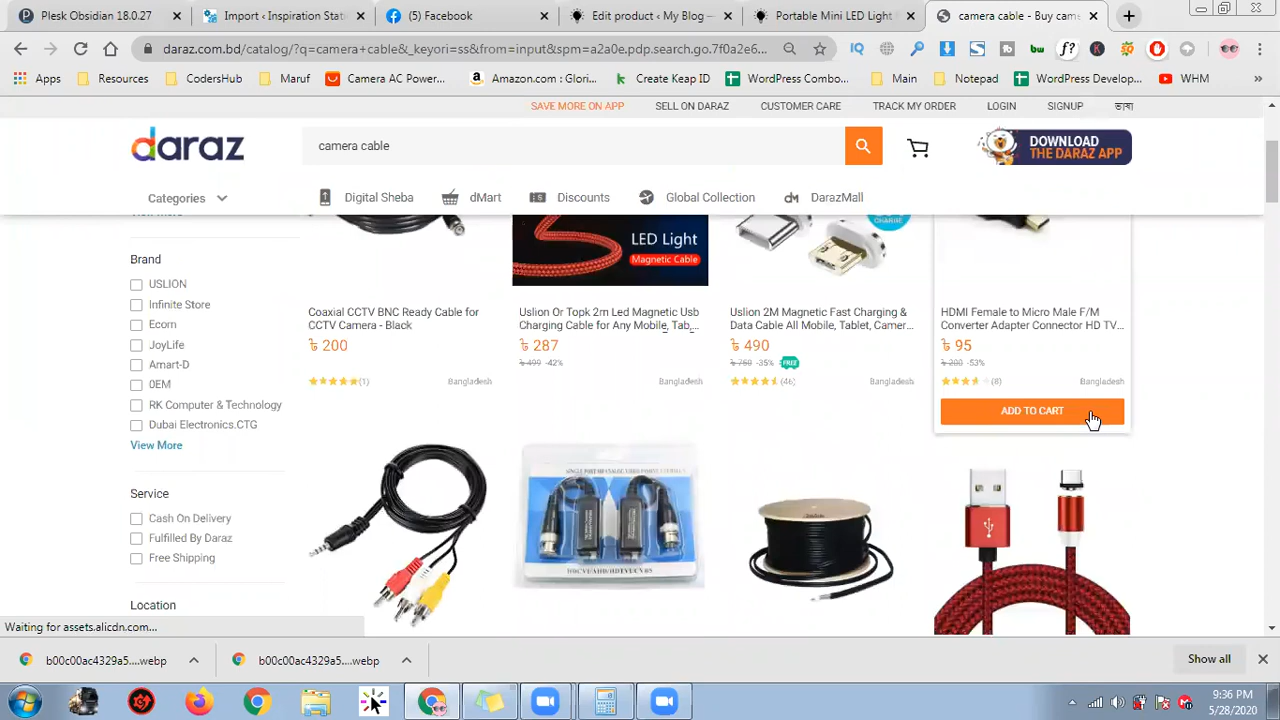 Plesk Obsidian 18.0.27
Import ‹ Inspiration Stati
(5) Facebook
Edit product ‹ My Blog
Portable Mini LED Light
camera cable - Buy cam
daraz.com.bd/catalog/?q=camera+cable&_keyori=ss&from=input&spm=a2a0e.pdp.search.go.7f0a2e6...
Apps
Resources
CodersHub
Maruf
Camera AC Power...
Amazon.com : Glori...
Create Keap ID
WordPress Combo...
Main
Notepad
WordPress Develop...
WHM
SAVE MORE ON APP
SELL ON DARAZ
CUSTOMER CARE
TRACK MY ORDER
LOGIN
SIGNUP
ভাষা
daraz
camera cable
DOWNLOAD
THE DARAZ APP
Categories
Digital Sheba
dMart
Discounts
Global Collection
DarazMall
Brand
USLION
Infinite Store
Ecom
JoyLife
Amart-D
0EM
RK Computer & Technology
Dubai Electronics.CTG
View More
Service
Cash On Delivery
Fulfilled By Daraz
Free Shipping
Location
LED Light
Magnetic Cable
CHARGE
Coaxial CCTV BNC Ready Cable for
CCTV Camera - Black
৳ 200
(1)
Bangladesh
Uslion Or Topk 2m Led Magnetic Usb
Charging Cable for Any Mobile, Tab,...
৳ 287
৳ 499 -42%
Bangladesh
Uslion 2M Magnetic Fast Charging &
Data Cable All Mobile, Tablet, Camer...
৳ 490
৳ 750 -35%
FREE
(46)
Bangladesh
HDMI Female to Micro Male F/M
Converter Adapter Connector HD TV...
৳ 95
৳ 200 -53%
(8)
Bangladesh
ADD TO CART
Waiting for assets.alicdn.com...
b00c00ac4329a5....webp
b00c00ac4329a5....webp
Show all
9:36 PM
5/28/2020